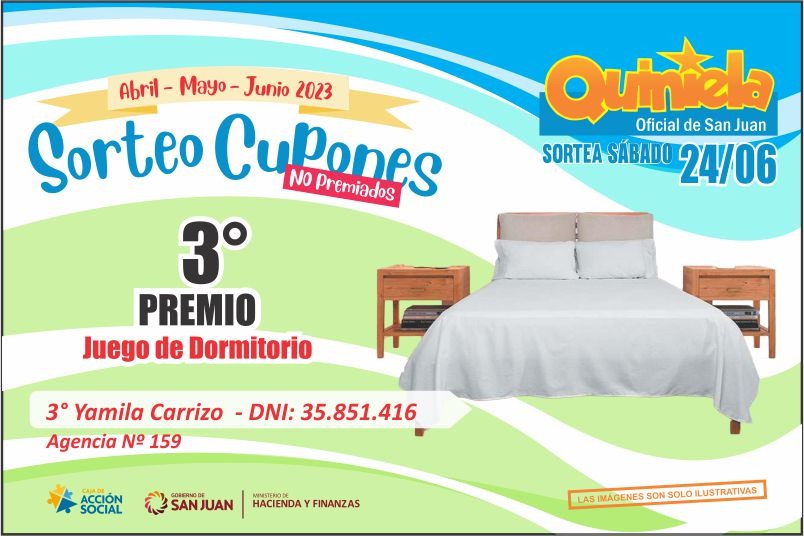 Abril - Mayo - Junio 2023
Sorteo Cupones
NO Premiados
Quiniela
Oficial de San Juan
SORTEA SÁBADO 24/06
3°
PREMIO
Juego de Dormitorio
3° Yamila Carrizo - DNI: 35.851.416
Agencia Nº 159
CAJA DE
ACCIÓN
SOCIAL
GOBIERNO DE
SAN JUAN
MINISTERIO DE
HACIENDA Y FINANZAS
LAS IMÁGENES SON SOLO ILUSTRATIVAS